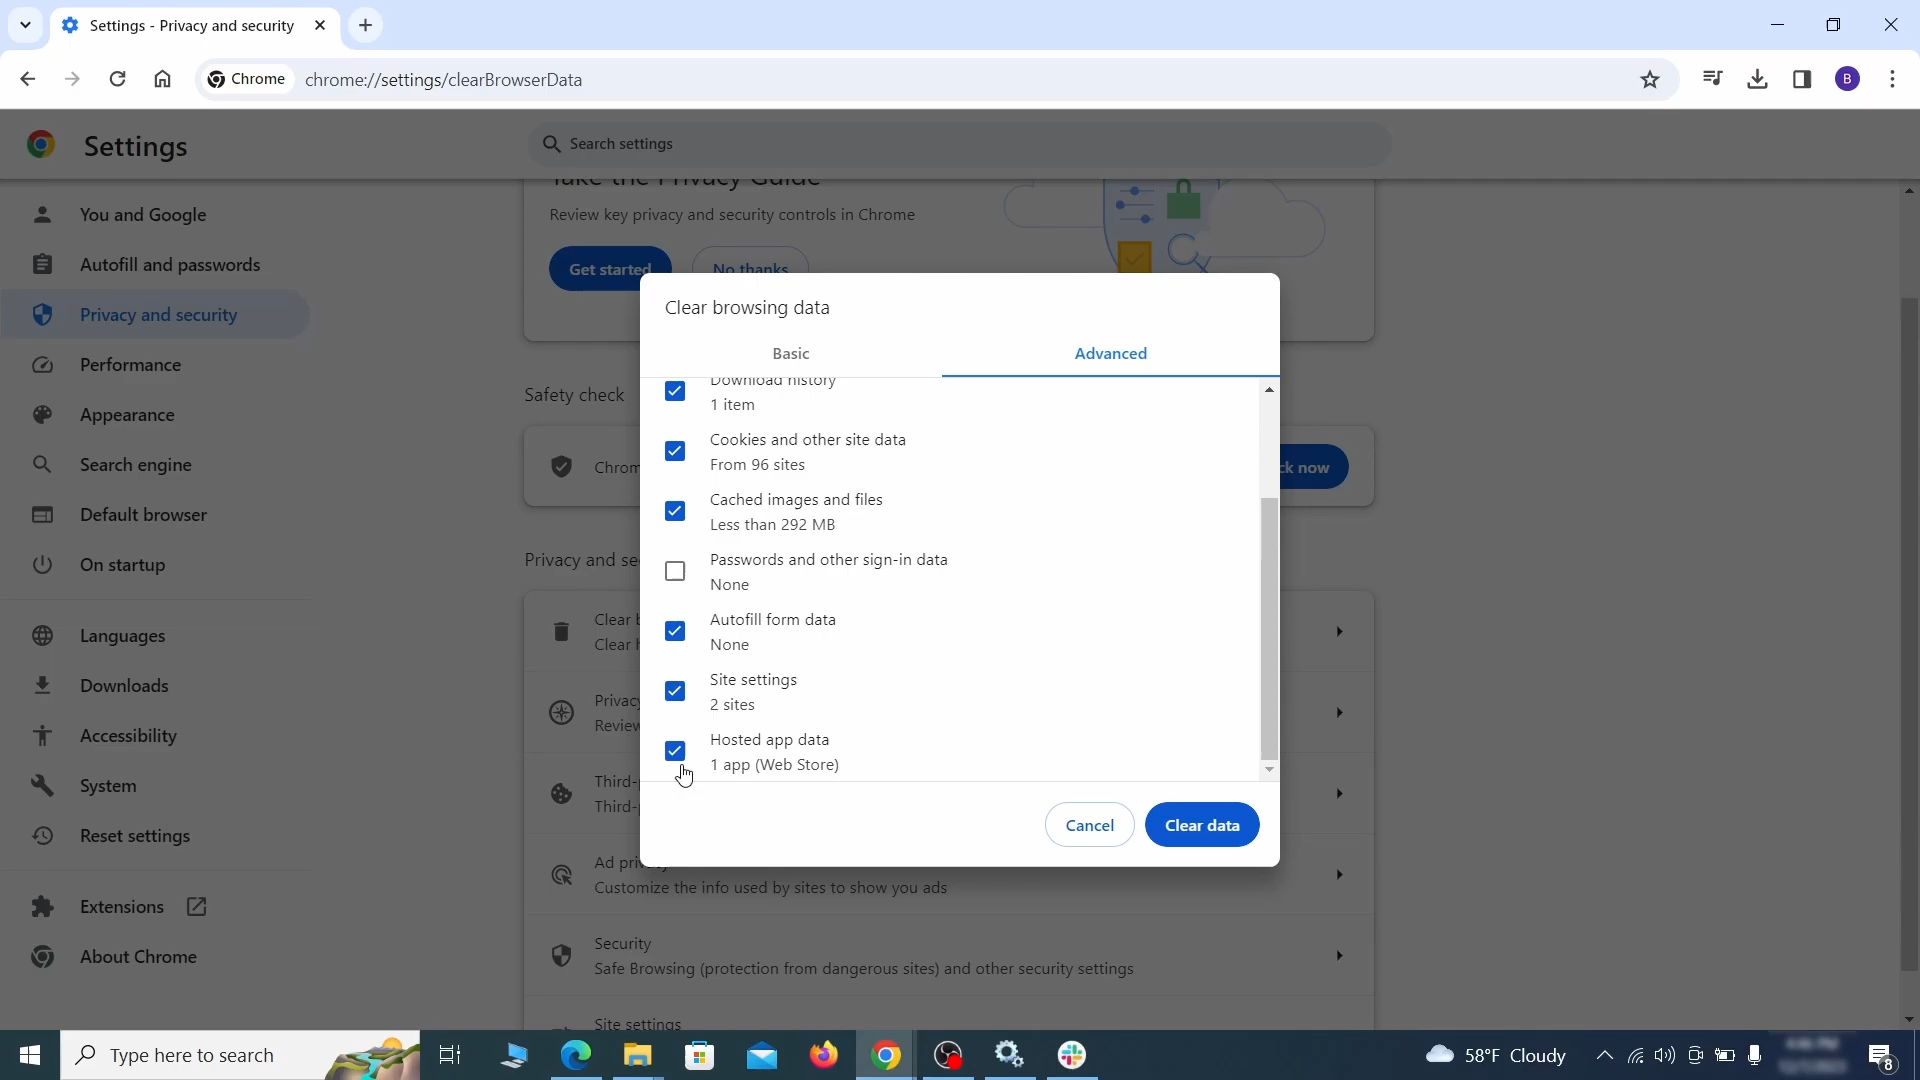 Settings - Privacy and security
Chrome
chrome://settings/clearBrowserData
B
Settings
Search settings
You and Google
Autofill and passwords
Privacy and security
Performance
Appearance
Search engine
Default browser
On startup
Languages
Downloads
Accessibility
System
Reset settings
Extensions
About Chrome
Take the Privacy Guide
Review key privacy and security controls in Chrome
Get started
No thanks
Safety check
Chrom
ck now
Privacy and se
Clear b
Clear h
Privacy
Review
Third-p
Third-p
Ad priva
Customize the info used by sites to show you ads
Security
Safe Browsing (protection from dangerous sites) and other security settings
Site settings
Clear browsing data
Basic
Advanced
Download history
1 item
Cookies and other site data
From 96 sites
Cached images and files
Less than 292 MB
Passwords and other sign-in data
None
Autofill form data
None
Site settings
2 sites
Hosted app data
1 app (Web Store)
Cancel
Clear data
Type here to search
58°F Cloudy
8